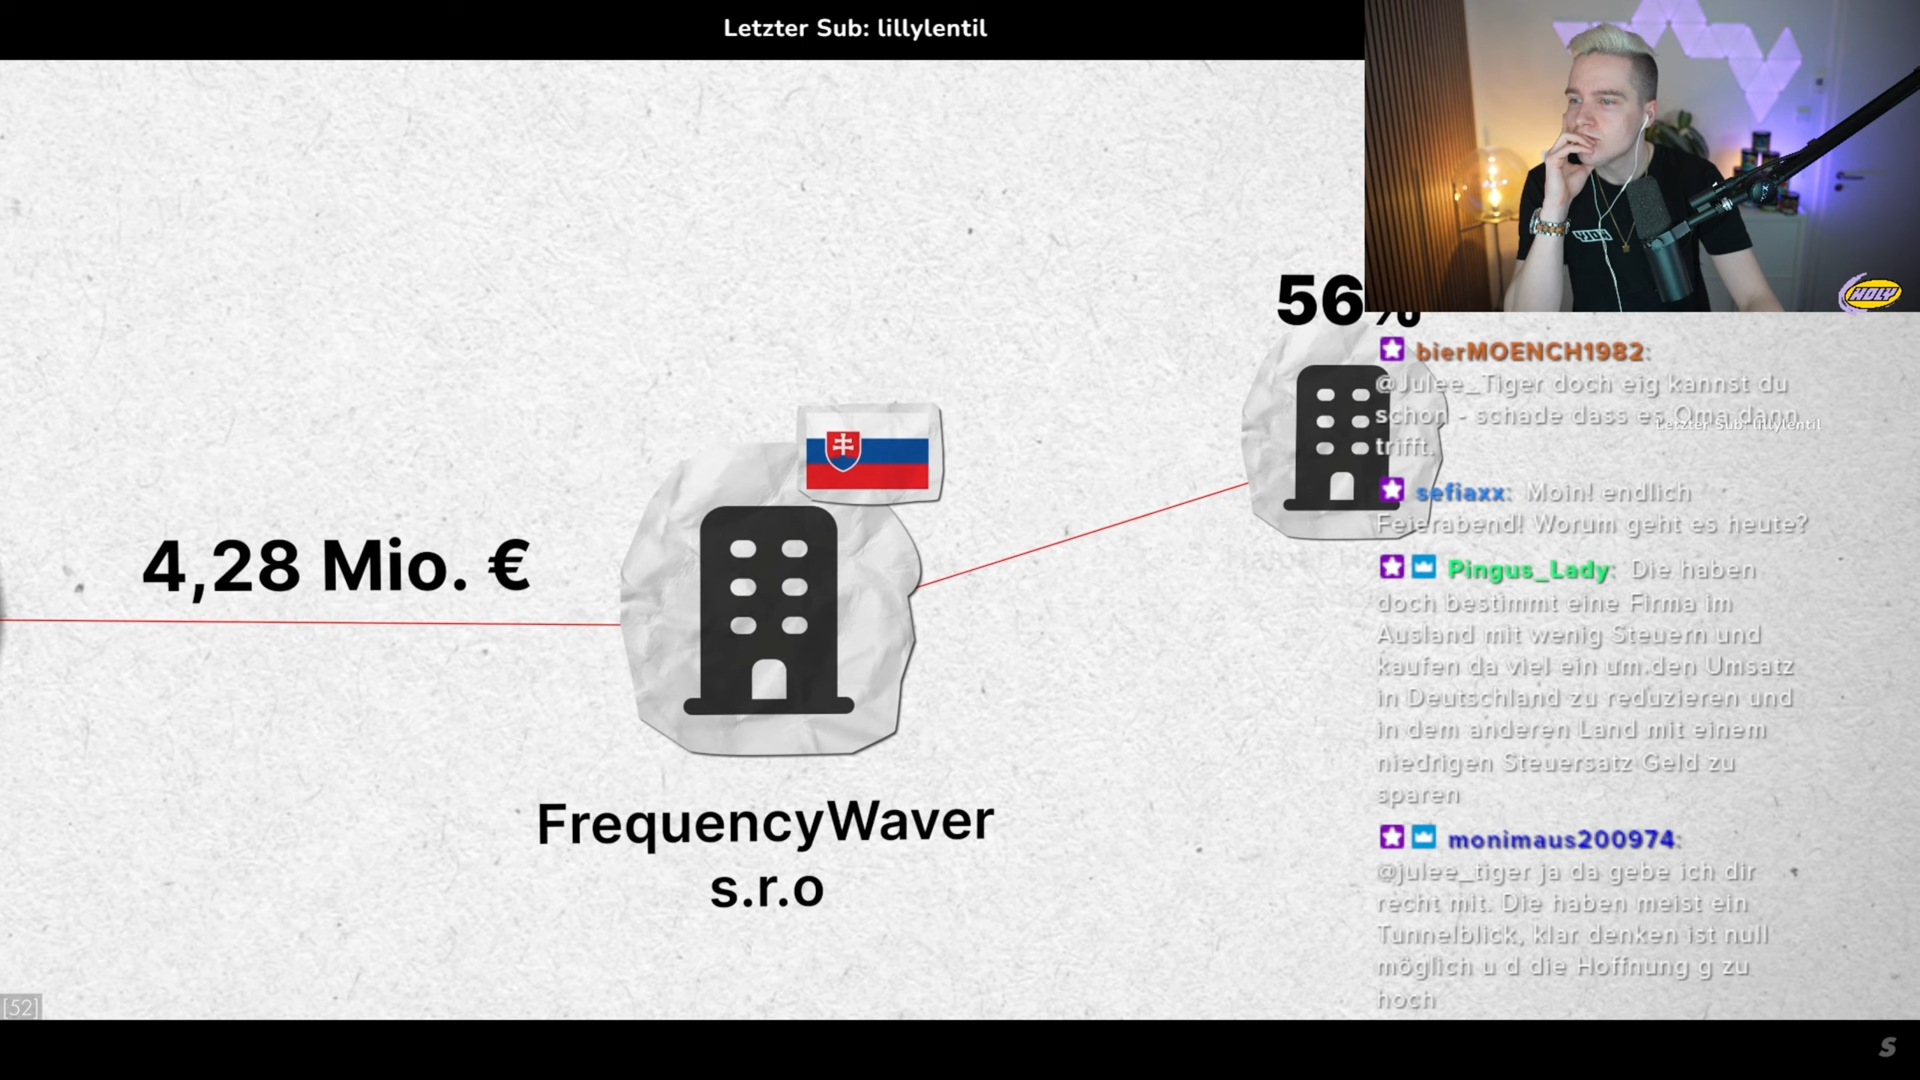 Letzter Sub: lillylentil
HOLY
56%
bierMOENCH1982:
@Julee_Tiger doch eig kannst du
schon - schade dass es Oma dann
Letzter Sub: lillylentil
trifft.
sefiaxx: Moin! endlich
Feierabend! Worum geht es heute?
4,28 Mio. €
Pingus_Lady: Die haben
doch bestimmt eine Firma im
Ausland mit wenig Steuern und
kaufen da viel ein um den Umsatz
in Deutschland zu reduzieren und
in dem anderen Land mit einem
niedrigen Steuersatz Geld zu
sparen
FrequencyWaver
s.r.o
monimaus200974:
@julee_tiger ja da gebe ich dir
recht mit. Die haben meist ein
Tunnelblick, klar denken ist null
möglich u d die Hoffnung g zu
hoch
[52]
S